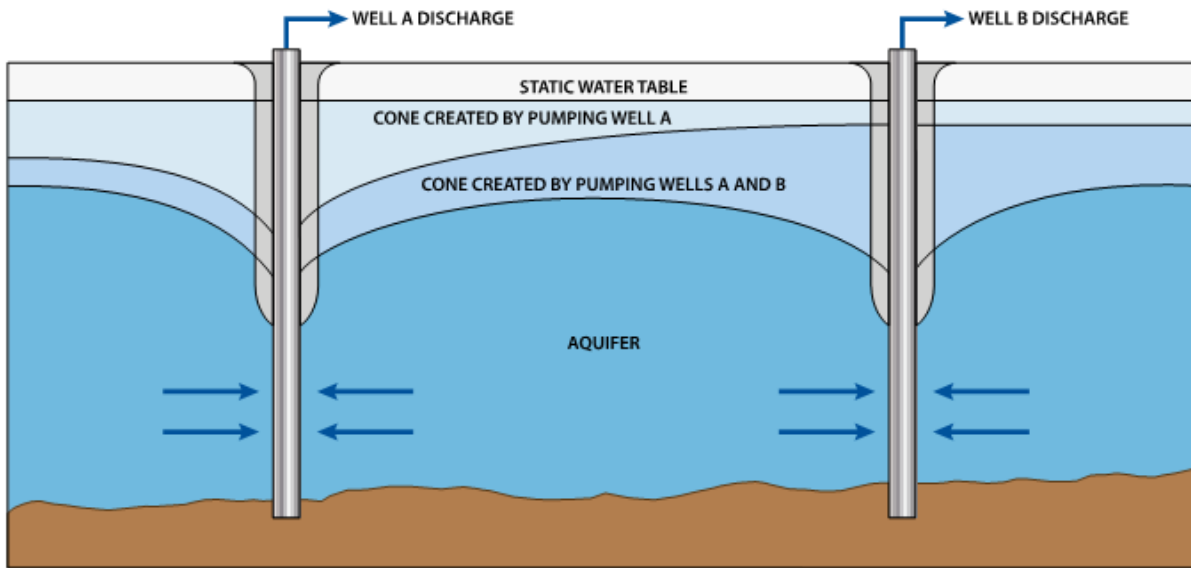 WELL A DISCHARGE
WELL B DISCHARGE
STATIC WATER TABLE
CONE CREATED BY PUMPING WELL A
CONE CREATED BY PUMPING WELLS A AND B
AQUIFER